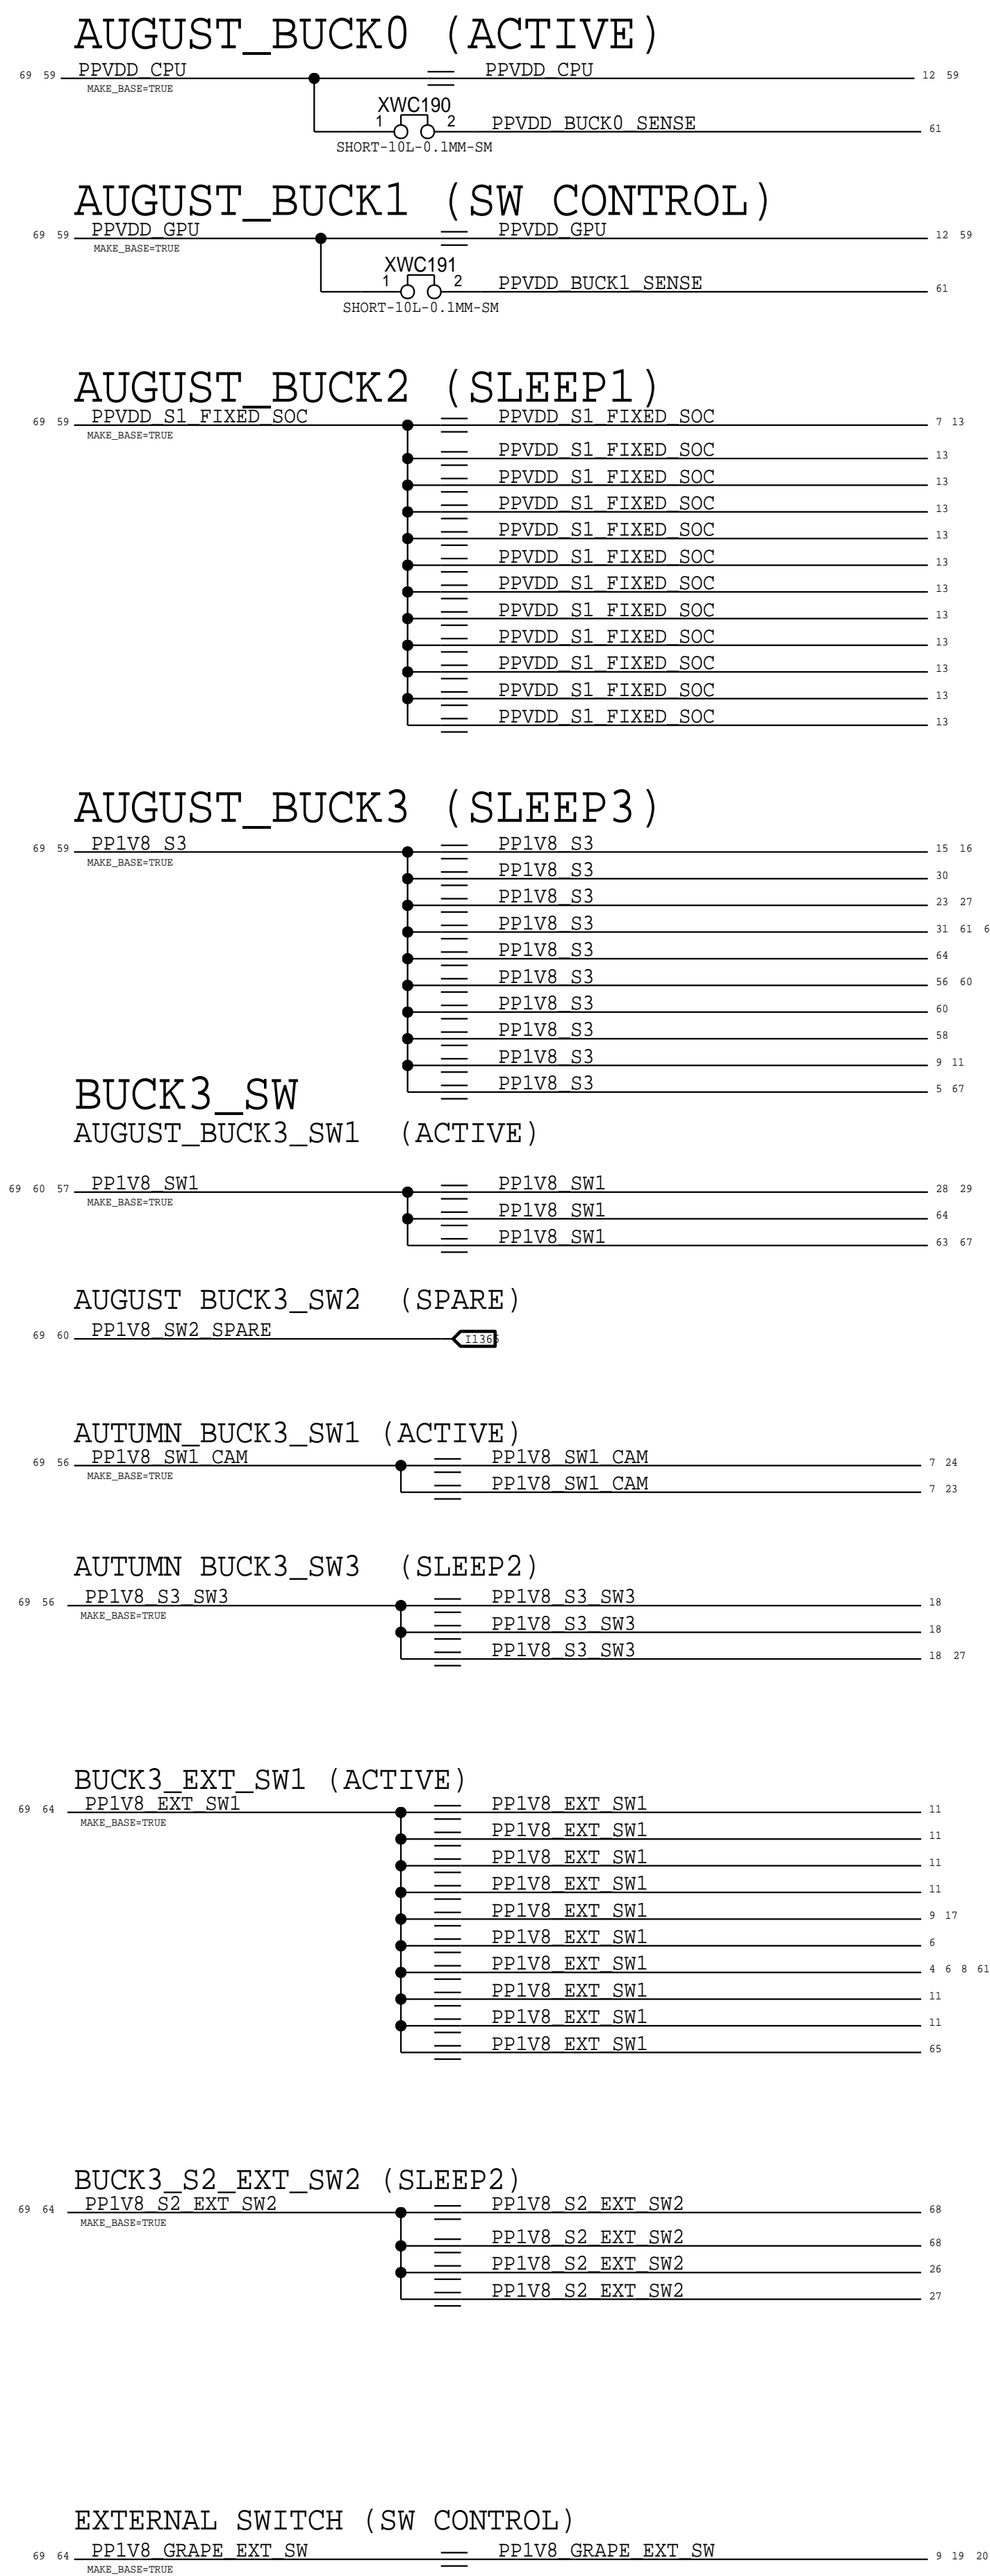 AUGUST_BUCK0 (ACTIVE)
69 59 PPVDD_CPU PPVDD_CPU 12 59
MAKE_BASE=TRUE
XWC190
1 2 PPVDD_BUCK0_SENSE 61
SHORT-10L-0.1MM-SM
AUGUST_BUCK1 (SW CONTROL)
69 59 PPVDD_GPU PPVDD_GPU 12 59
MAKE_BASE=TRUE
XWC191
1 2 PPVDD_BUCK1_SENSE 61
SHORT-10L-0.1MM-SM
AUGUST_BUCK2 (SLEEP1)
69 59 PPVDD_S1_FIXED_SOC PPVDD_S1_FIXED_SOC 7 13
MAKE_BASE=TRUE
PPVDD_S1_FIXED_SOC 13
PPVDD_S1_FIXED_SOC 13
PPVDD_S1_FIXED_SOC 13
PPVDD_S1_FIXED_SOC 13
PPVDD_S1_FIXED_SOC 13
PPVDD_S1_FIXED_SOC 13
PPVDD_S1_FIXED_SOC 13
PPVDD_S1_FIXED_SOC 13
PPVDD_S1_FIXED_SOC 13
PPVDD_S1_FIXED_SOC 13
PPVDD_S1_FIXED_SOC 13
AUGUST_BUCK3 (SLEEP3)
69 59 PP1V8_S3 PP1V8_S3 15 16
MAKE_BASE=TRUE
PP1V8_S3 30
PP1V8_S3 23 27
PP1V8_S3 31 61 6
PP1V8_S3 64
PP1V8_S3 56 60
PP1V8_S3 60
PP1V8_S3 58
PP1V8_S3 9 11
PP1V8_S3 5 67
BUCK3_SW
AUGUST_BUCK3_SW1 (ACTIVE)
69 60 57 PP1V8_SW1 PP1V8_SW1 28 29
MAKE_BASE=TRUE
PP1V8_SW1 64
PP1V8_SW1 63 67
AUGUST BUCK3_SW2 (SPARE)
69 60 PP1V8_SW2_SPARE I136
AUTUMN_BUCK3_SW1 (ACTIVE)
69 56 PP1V8_SW1_CAM PP1V8_SW1_CAM 7 24
MAKE_BASE=TRUE
PP1V8_SW1_CAM 7 23
AUTUMN BUCK3_SW3 (SLEEP2)
69 56 PP1V8_S3_SW3 PP1V8_S3_SW3 18
MAKE_BASE=TRUE
PP1V8_S3_SW3 18
PP1V8_S3_SW3 18 27
BUCK3_EXT_SW1 (ACTIVE)
69 64 PP1V8_EXT_SW1 PP1V8_EXT_SW1 11
MAKE_BASE=TRUE
PP1V8_EXT_SW1 11
PP1V8_EXT_SW1 11
PP1V8_EXT_SW1 11
PP1V8_EXT_SW1 9 17
PP1V8_EXT_SW1 6
PP1V8_EXT_SW1 4 6 8 61
PP1V8_EXT_SW1 11
PP1V8_EXT_SW1 11
PP1V8_EXT_SW1 65
BUCK3_S2_EXT_SW2 (SLEEP2)
69 64 PP1V8_S2_EXT_SW2 PP1V8_S2_EXT_SW2 68
MAKE_BASE=TRUE
PP1V8_S2_EXT_SW2 68
PP1V8_S2_EXT_SW2 26
PP1V8_S2_EXT_SW2 27
EXTERNAL SWITCH (SW CONTROL)
69 64 PP1V8_GRAPE_EXT_SW PP1V8_GRAPE_EXT_SW 9 19 20
MAKE_BASE=TRUE